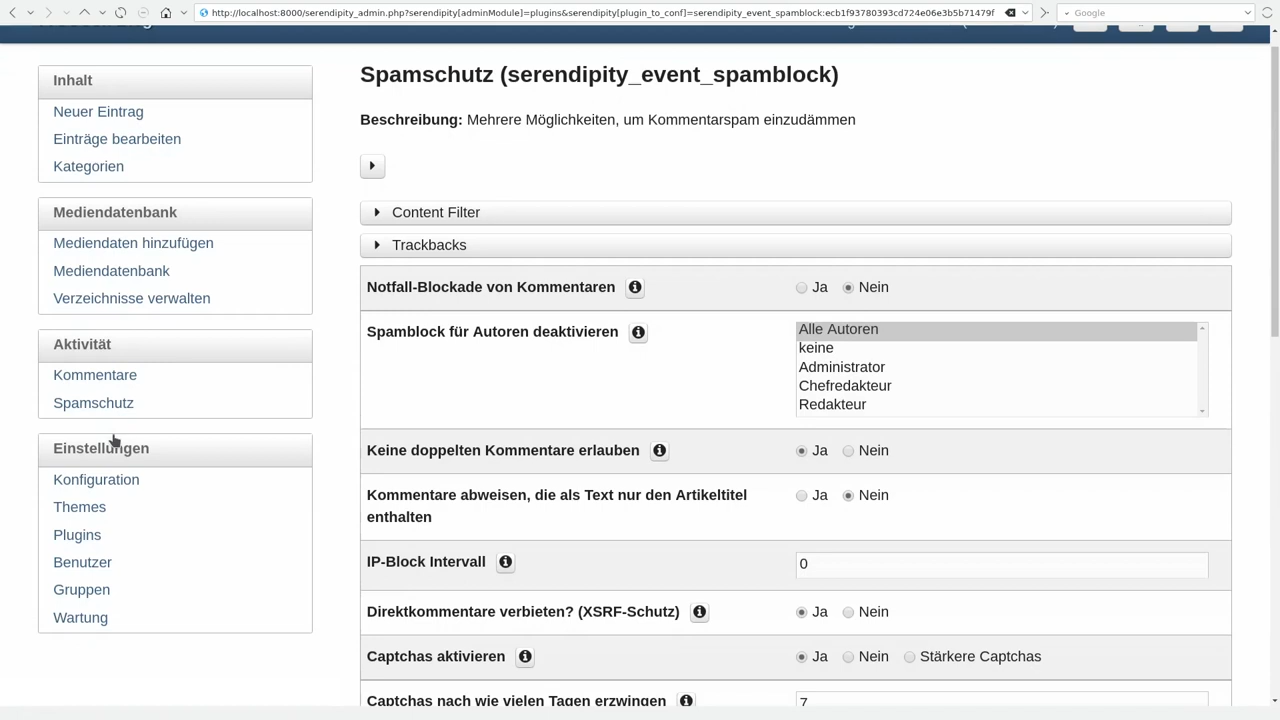 http://localhost:8000/serendipity_admin.php?serendipity[adminModule]=plugins&serendipity[plugin_to_conf]=serendipity_event_spamblock:ecb1f93780393cd724e06e3b5b71479f
Google
Inhalt
Neuer Eintrag
Einträge bearbeiten
Kategorien
Mediendatenbank
Mediendaten hinzufügen
Mediendatenbank
Verzeichnisse verwalten
Aktivität
Kommentare
Spamschutz
Einstellungen
Konfiguration
Themes
Plugins
Benutzer
Gruppen
Wartung
Spamschutz (serendipity_event_spamblock)
Beschreibung: Mehrere Möglichkeiten, um Kommentarspam einzudämmen
Content Filter
Trackbacks
Notfall-Blockade von Kommentaren Ja Nein
Spamblock für Autoren deaktivieren
Alle Autoren
keine
Administrator
Chefredakteur
Redakteur
Keine doppelten Kommentare erlauben Ja Nein
Kommentare abweisen, die als Text nur den Artikeltitel Ja Nein
enthalten
IP-Block Intervall 0
Direktkommentare verbieten? (XSRF-Schutz) Ja Nein
Captchas aktivieren Ja Nein Stärkere Captchas
Captchas nach wie vielen Tagen erzwingen 7